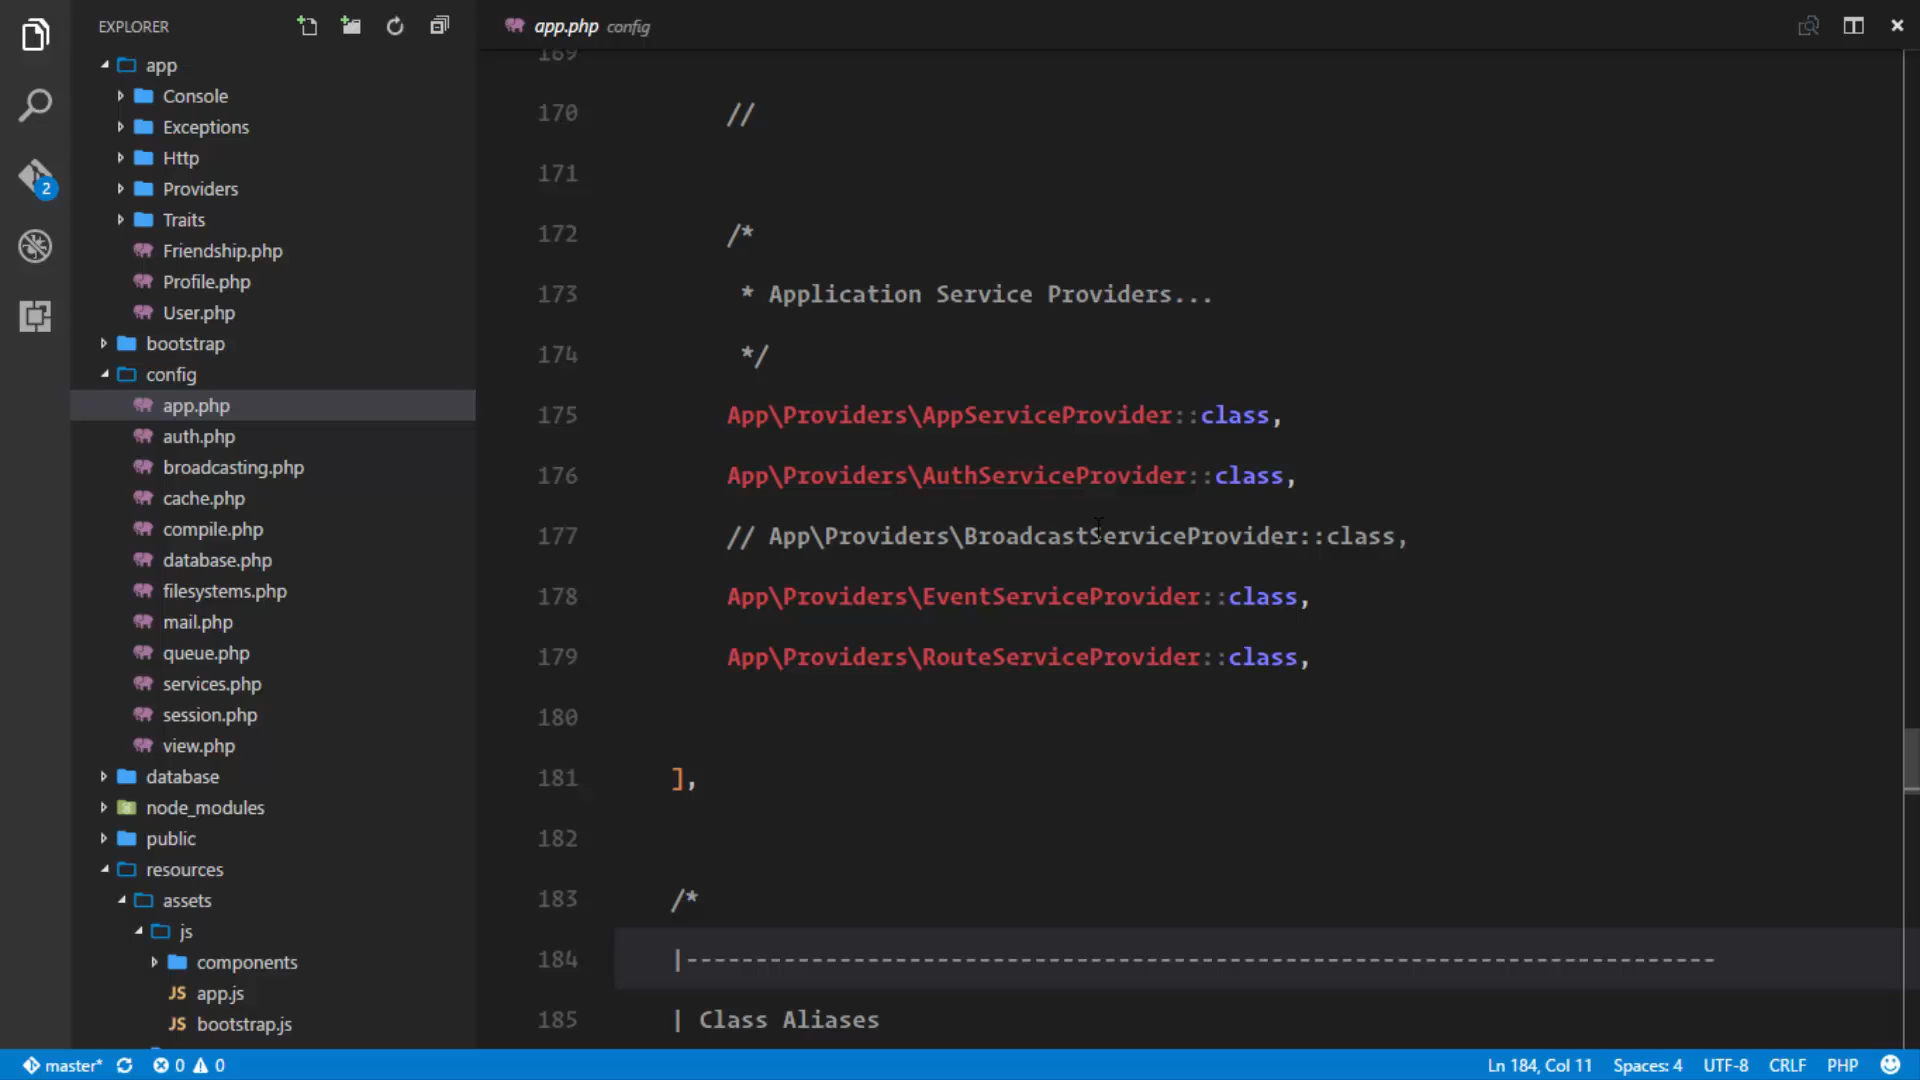 EXPLORER
app
Console
Exceptions
Http
Providers
Traits
Friendship.php
Profile.php
User.php
bootstrap
config
app.php
auth.php
broadcasting.php
cache.php
compile.php
database.php
filesystems.php
mail.php
queue.php
services.php
session.php
view.php
database
node_modules
public
resources
assets
js
components
JS app.js
JS bootstrap.js
2
app.php config
169
170 //
171
172 /*
173 * Application Service Providers...
174 */
175 App\Providers\AppServiceProvider::class,
176 App\Providers\AuthServiceProvider::class,
177 // App\Providers\BroadcastServiceProvider::class,
178 App\Providers\EventServiceProvider::class,
179 App\Providers\RouteServiceProvider::class,
180
181 ],
182
183 /*
184 |--------------------------------------------------------------------------
185 | Class Aliases
master* 0 0 Ln 184, Col 11 Spaces: 4 UTF-8 CRLF PHP